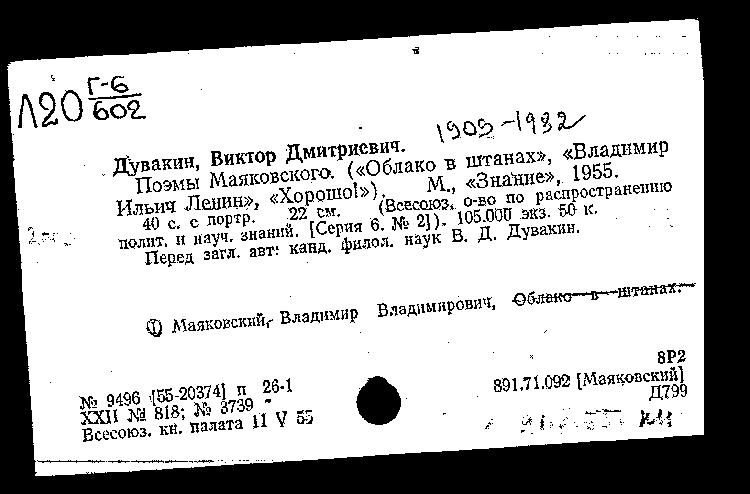 Л20 Г-6/602
1909-1982
Дувакин, Виктор Дмитриевич.
Поэмы Маяковского. («Облако в штанах», «Владимир
Ильич Ленин», «Хорошо!»). М., «Знание», 1955.
40 с. с портр. 22 см. (Всесоюз. о-во по распространению
полит. и науч. знаний. [Серия 6. № 2]). 105.000 экз. 50 к.
Перед загл. авт: канд. филол. наук В. Д. Дувакин.
I Маяковский, Владимир Владимирович, Облако в штанах.
8Р2
№ 9496 [55-20374] п 26-1
891.71.092 [Маяковский]
XXII № 818; № 3739
Д799
Всесоюз. кн. палата 11 V 55